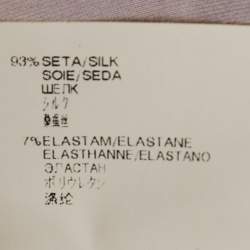 93% SETA/SILK
SOIE/SEDA
ШЕЛК
シルク
桑蚕丝
7% ELASTAM/ELASTANE
ELASTHANNE/ELASTANO
ЭЛАСТАН
ポリウレタン
涤纶